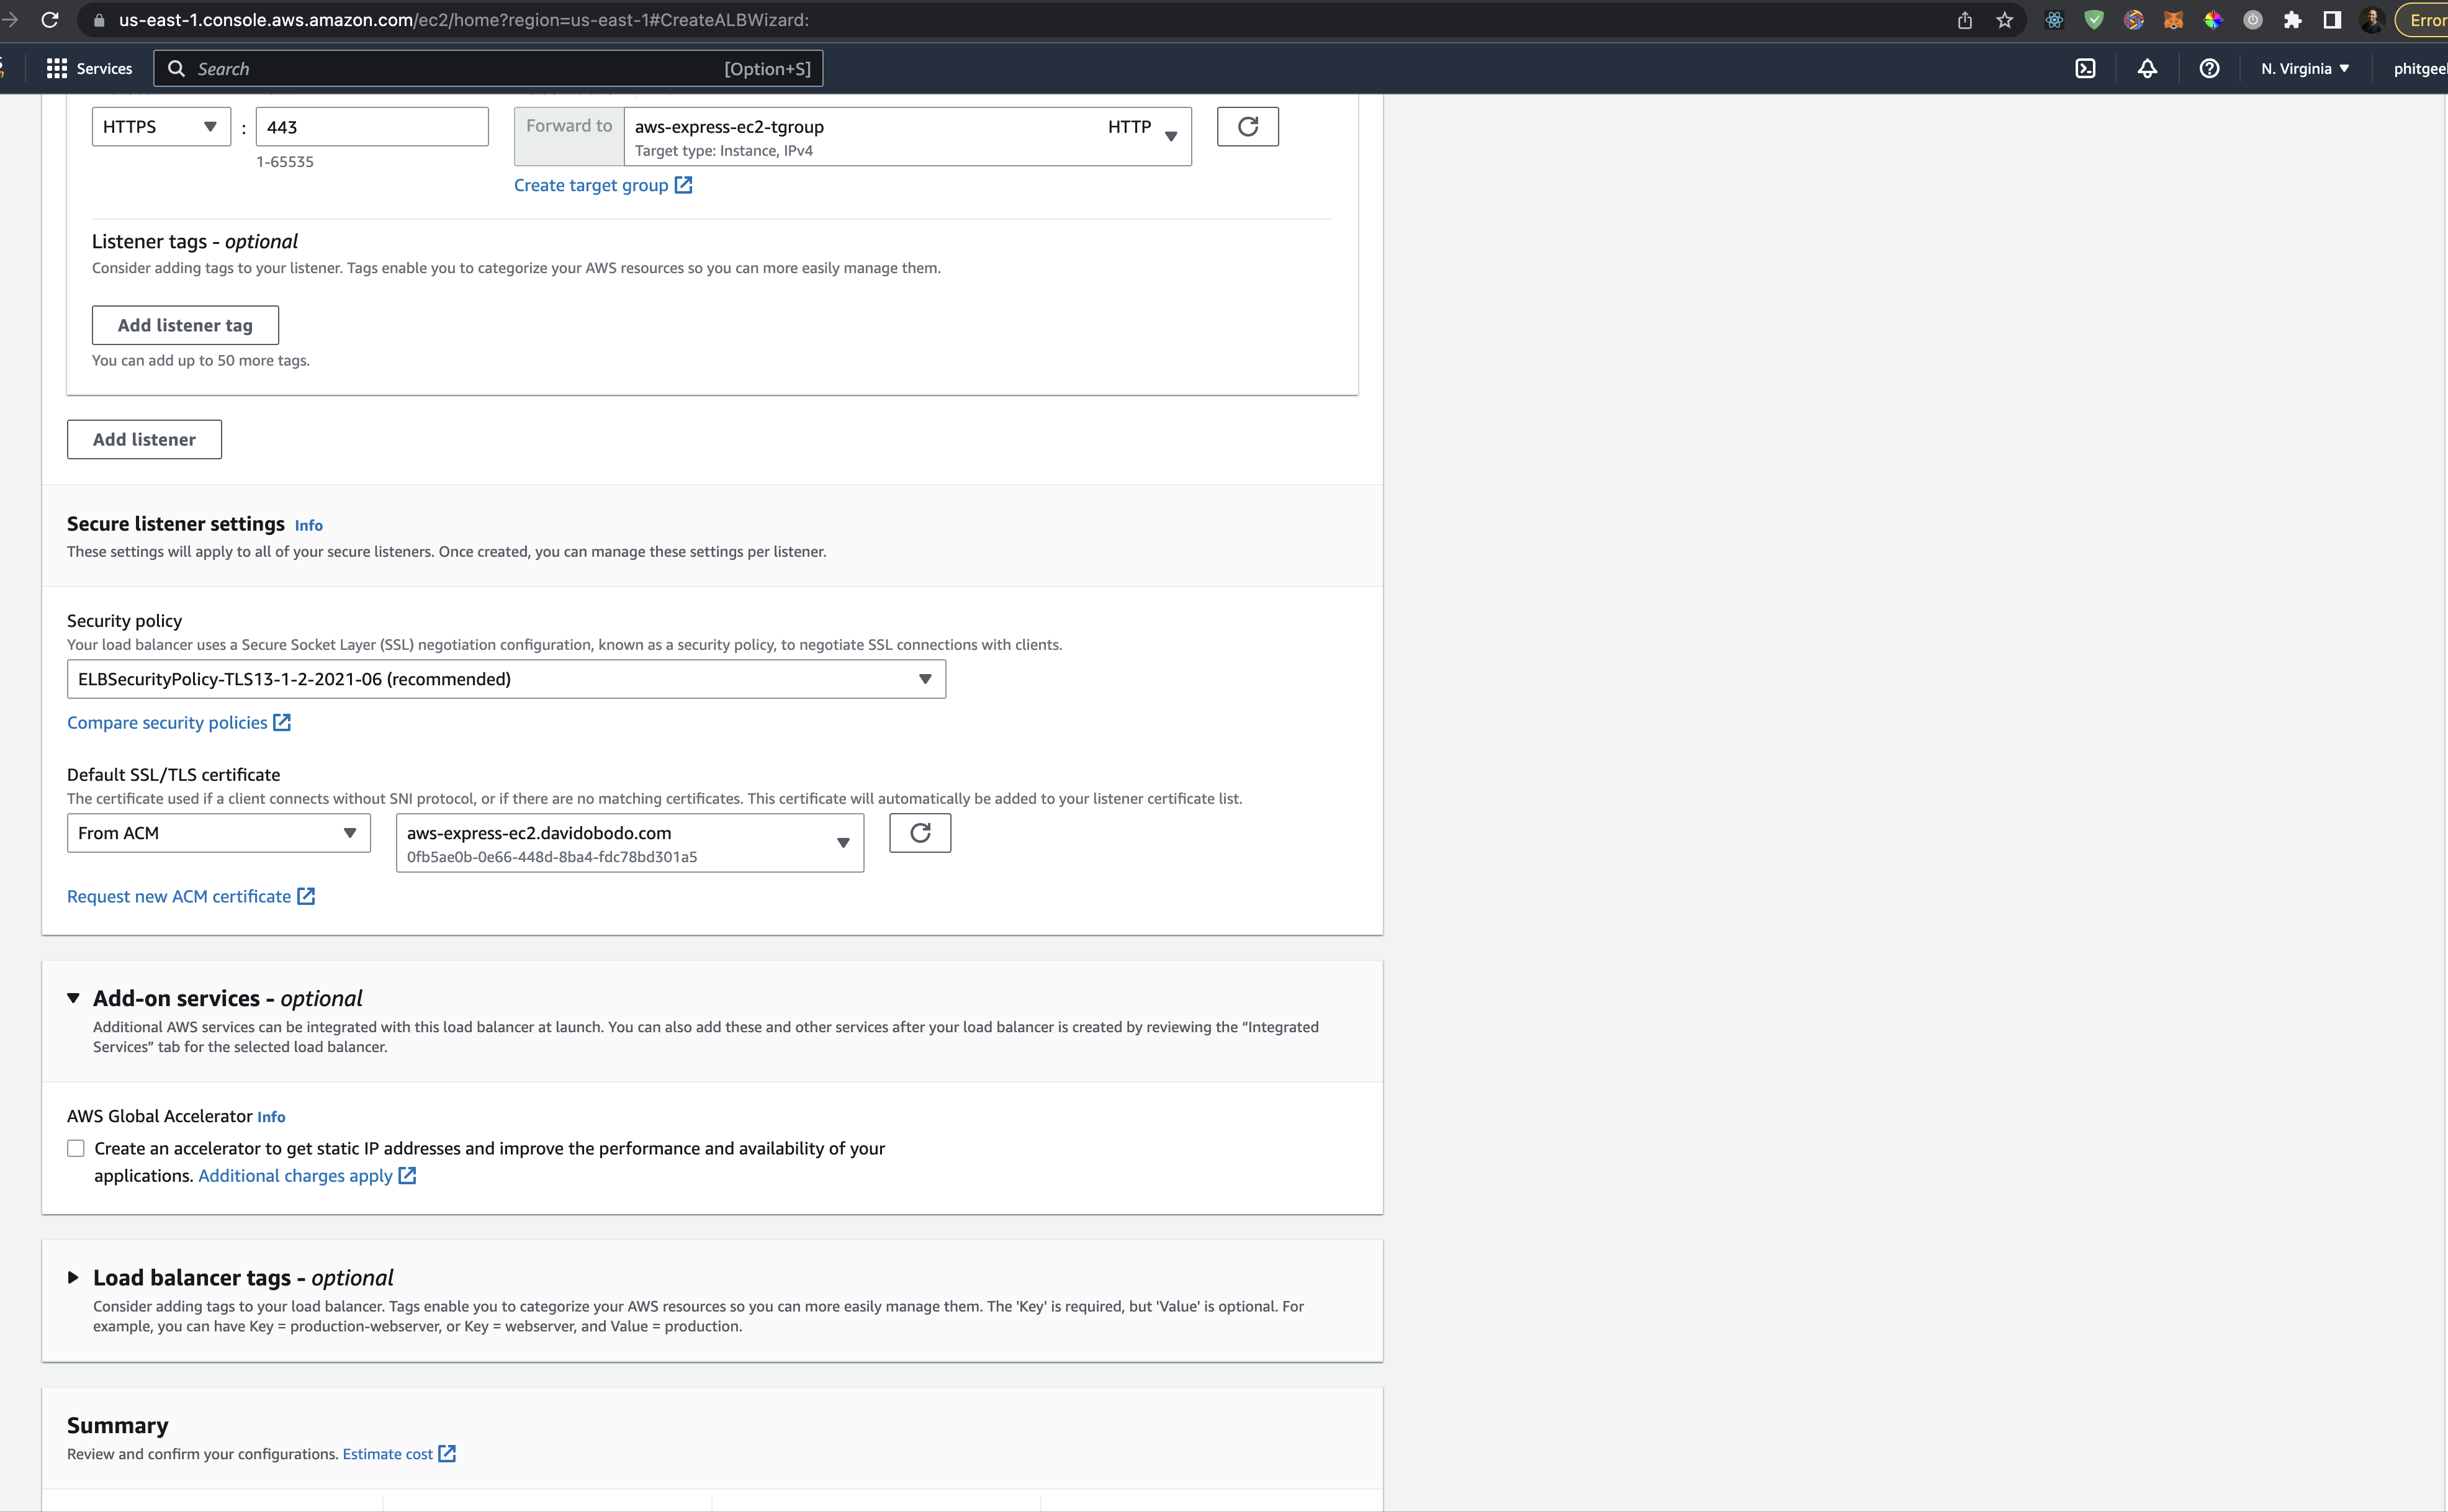 us-east-1.console.aws.amazon.com/ec2/home?region=us-east-1#CreateALBWizard:
Services
Search
[Option+S]
N. Virginia
HTTPS
:
443
1-65535
Forward to
aws-express-ec2-tgroup
HTTP
Target type: Instance, IPv4
Create target group
Listener tags - optional
Consider adding tags to your listener. Tags enable you to categorize your AWS resources so you can more easily manage them.
Add listener tag
You can add up to 50 more tags.
Add listener
Secure listener settings Info
These settings will apply to all of your secure listeners. Once created, you can manage these settings per listener.
Security policy
Your load balancer uses a Secure Socket Layer (SSL) negotiation configuration, known as a security policy, to negotiate SSL connections with clients.
ELBSecurityPolicy-TLS13-1-2-2021-06 (recommended)
Compare security policies
Default SSL/TLS certificate
The certificate used if a client connects without SNI protocol, or if there are no matching certificates. This certificate will automatically be added to your listener certificate list.
From ACM
aws-express-ec2.davidobodo.com
0fb5ae0b-0e66-448d-8ba4-fdc78bd301a5
Request new ACM certificate
Add-on services - optional
Additional AWS services can be integrated with this load balancer at launch. You can also add these and other services after your load balancer is created by reviewing the “Integrated
Services” tab for the selected load balancer.
AWS Global Accelerator Info
Create an accelerator to get static IP addresses and improve the performance and availability of your
applications. Additional charges apply
Load balancer tags - optional
Consider adding tags to your load balancer. Tags enable you to categorize your AWS resources so you can more easily manage them. The 'Key' is required, but 'Value' is optional. For
example, you can have Key = production-webserver, or Key = webserver, and Value = production.
Summary
Review and confirm your configurations. Estimate cost